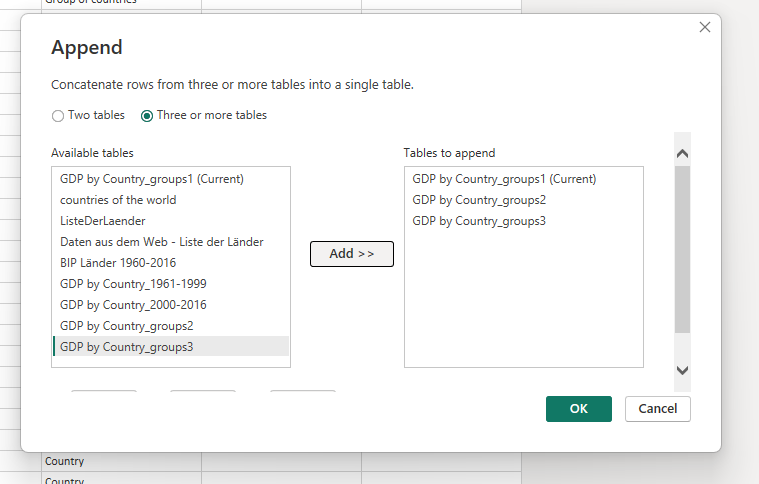 Group of countries
Append
Concatenate rows from three or more tables into a single table.
Two tables
Three or more tables
Available tables
GDP by Country_groups1 (Current)
countries of the world
ListeDerLaender
Daten aus dem Web - Liste der Länder
BIP Länder 1960-2016
GDP by Country_1961-1999
GDP by Country_2000-2016
GDP by Country_groups2
GDP by Country_groups3
Add >>
Tables to append
GDP by Country_groups1 (Current)
GDP by Country_groups2
GDP by Country_groups3
OK
Cancel
Country
Country